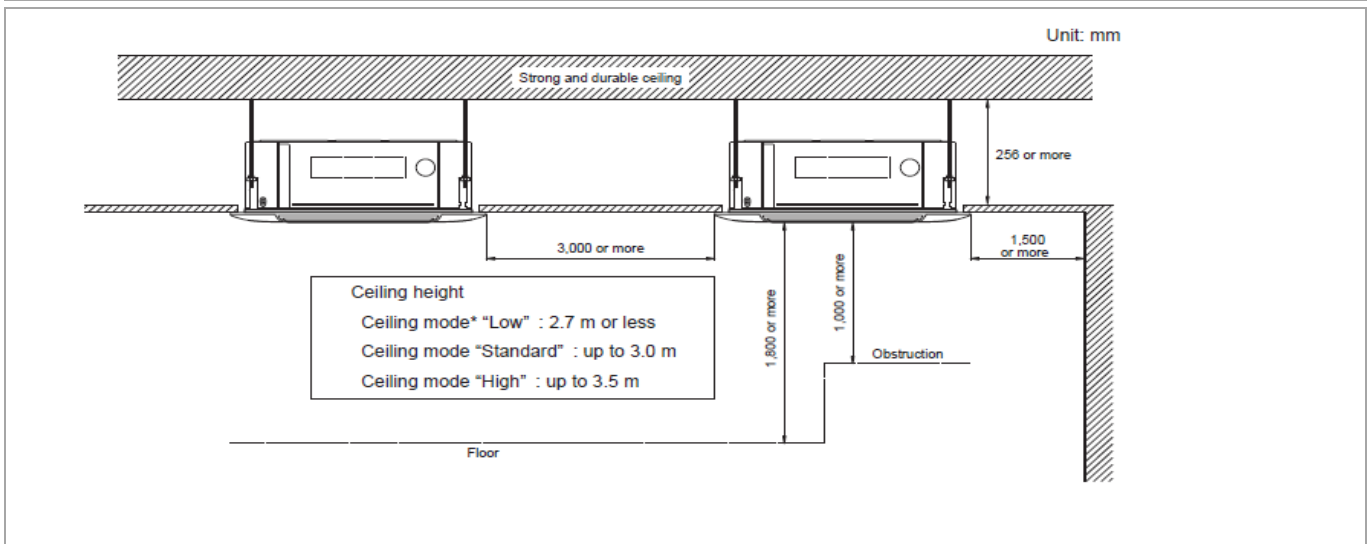 Unit: mm
Strong and durable ceiling
256 or more
3,000 or more
1,500
or more
1,800 or more
1,000 or more
Ceiling height
Ceiling mode* “Low” : 2.7 m or less
Ceiling mode “Standard” : up to 3.0 m
Ceiling mode “High” : up to 3.5 m
Obstruction
Floor